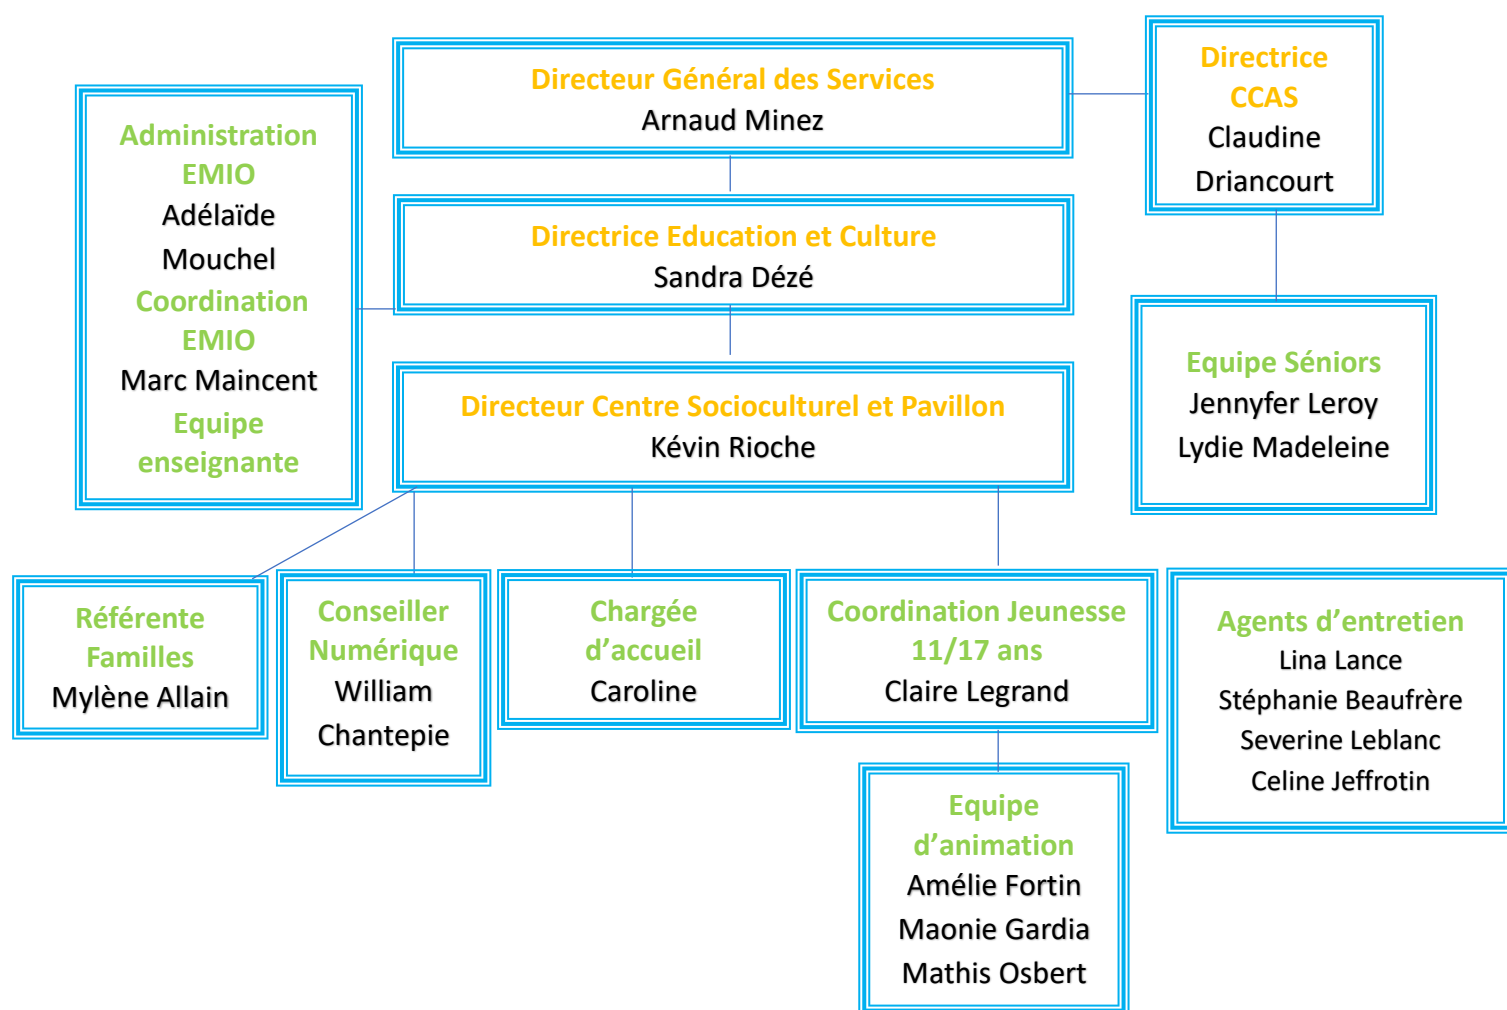 Directeur Général des Services
Arnaud Minez
Directrice
CCAS
Claudine
Driancourt
Administration
EMIO
Adélaïde
Mouchel
Coordination
EMIO
Marc Maincent
Equipe
enseignante
Directrice Education et Culture
Sandra Dézé
Directeur Centre Socioculturel et Pavillon
Kévin Rioche
Equipe Séniors
Jennyfer Leroy
Lydie Madeleine
Référente
Familles
Mylène Allain
Conseiller
Numérique
William
Chantepie
Chargée
d’accueil
Caroline
Coordination Jeunesse
11/17 ans
Claire Legrand
Agents d’entretien
Lina Lance
Stéphanie Beaufrère
Severine Leblanc
Celine Jeffrotin
Equipe
d’animation
Amélie Fortin
Maonie Gardia
Mathis Osbert